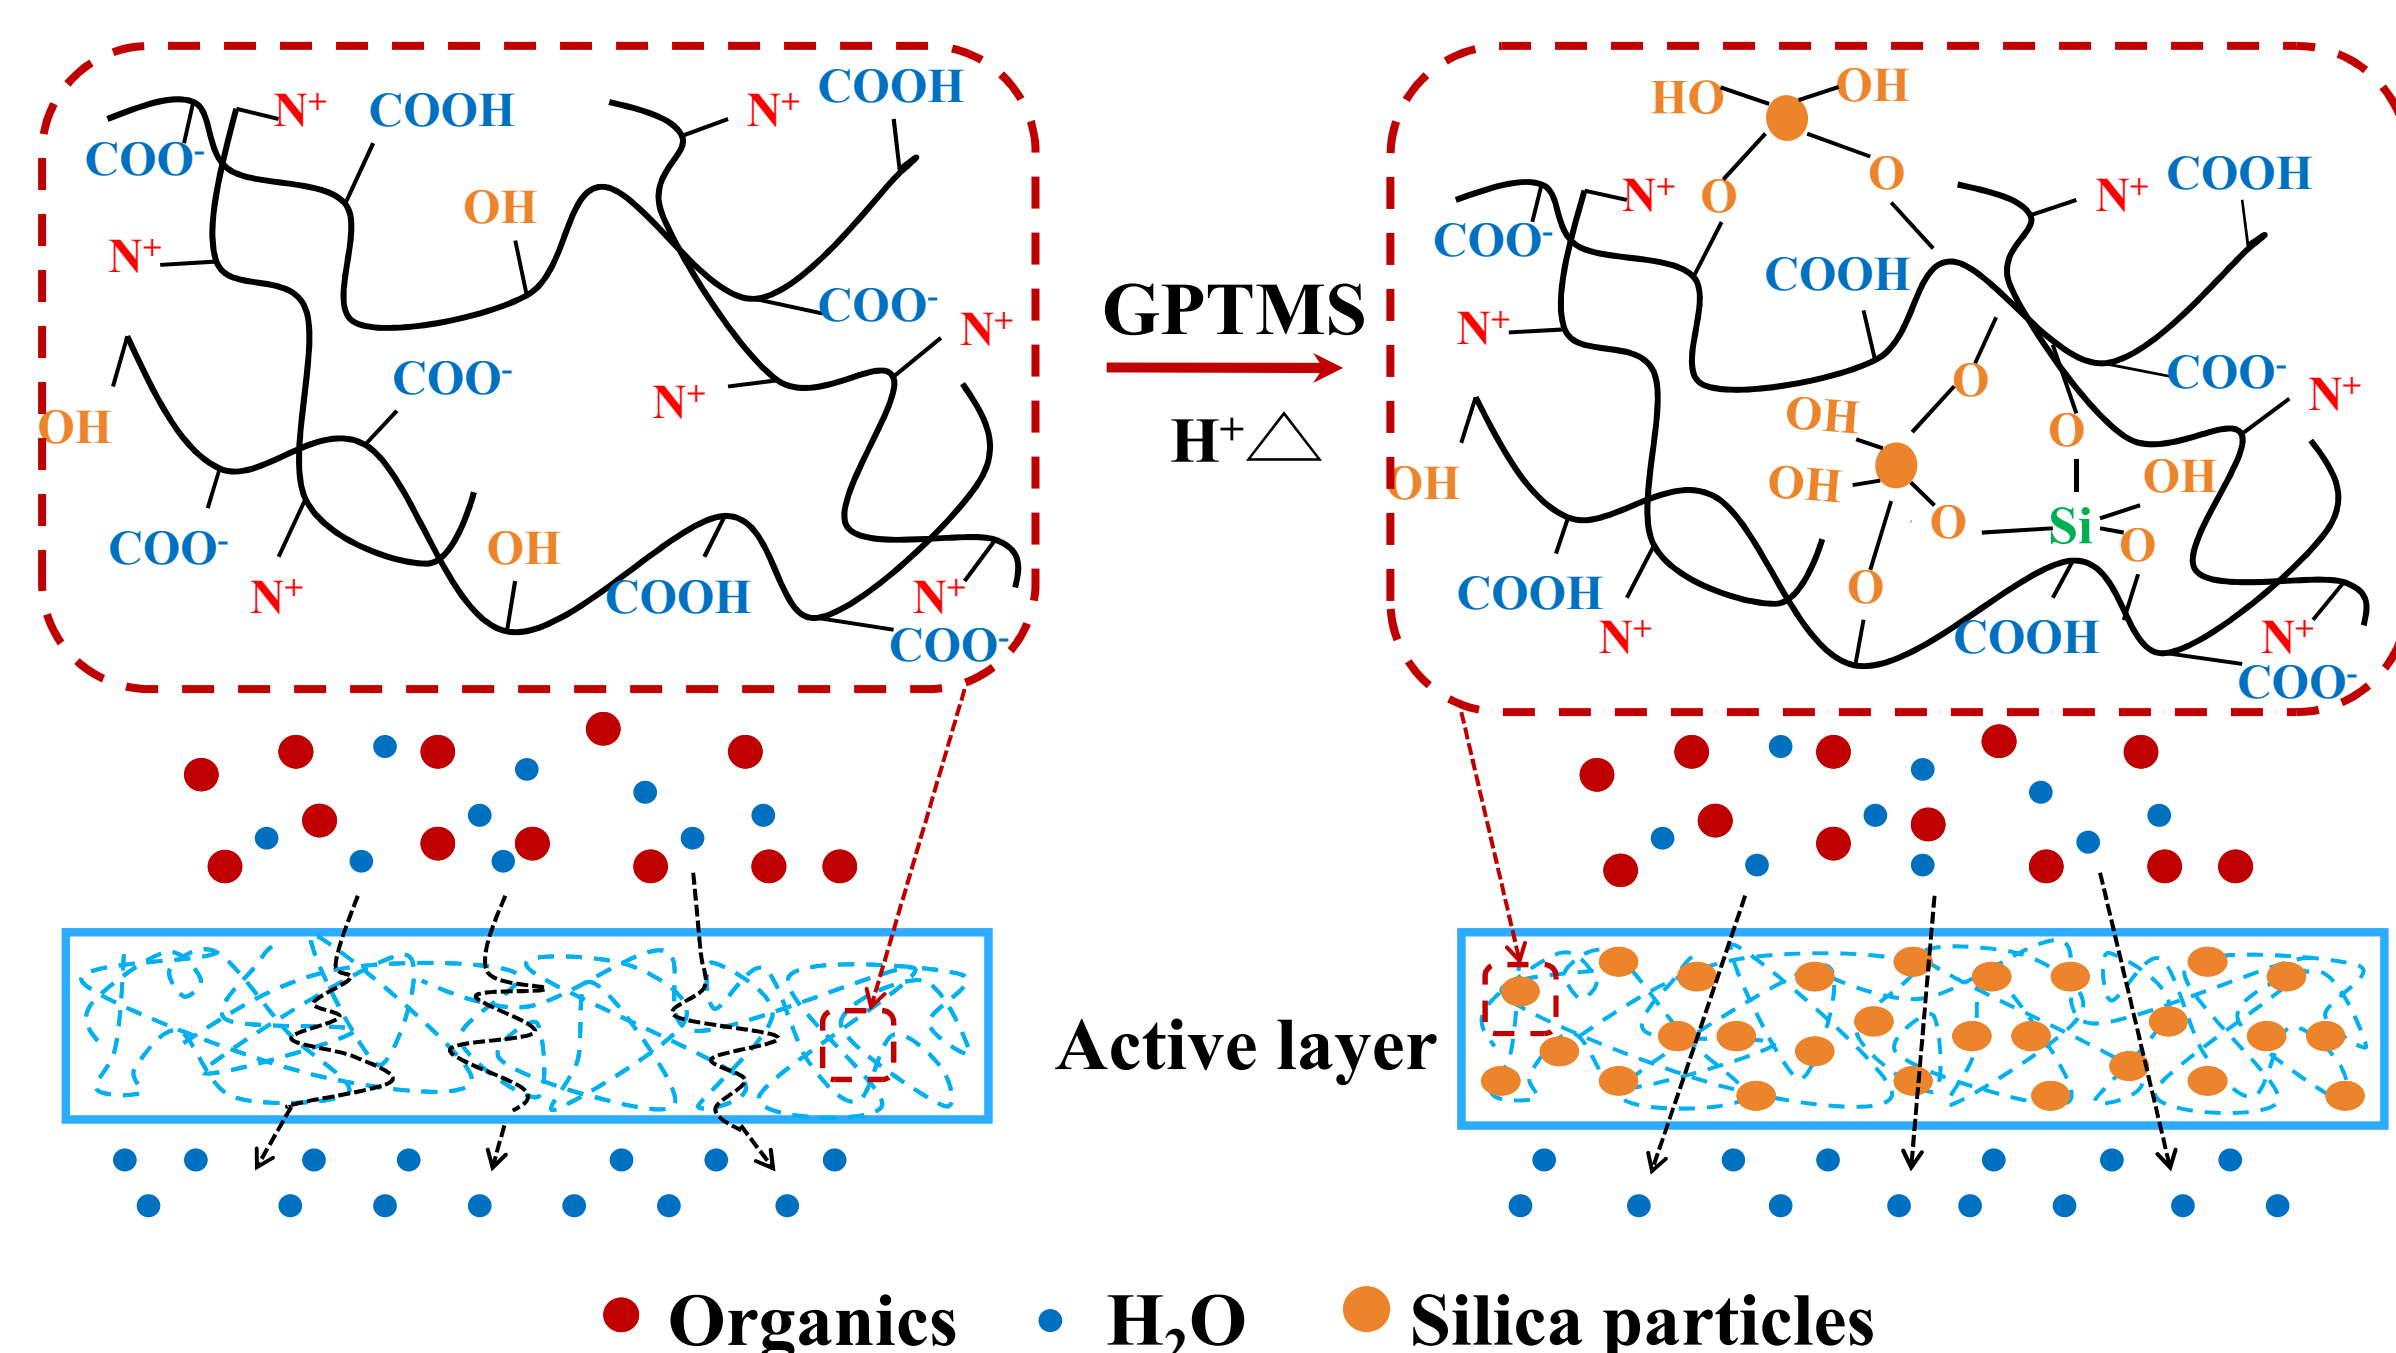 N⁺
COOH
COO⁻
N⁺
OH
N⁺
COOH
COO⁻
N⁺
COO⁻
N⁺
OH
COO⁻
N⁺
OH
COOH
N⁺
COO⁻
GPTMS
H⁺△
HO
OH
O
O
N⁺
COO⁻
N⁺
COOH
N⁺
COOH
COO⁻
N⁺
O
OH
O
OH
OH
OH
O
Si
O
COOH
N⁺
O
COOH
N⁺
COO⁻
Active layer
Organics
H₂O
Silica particles